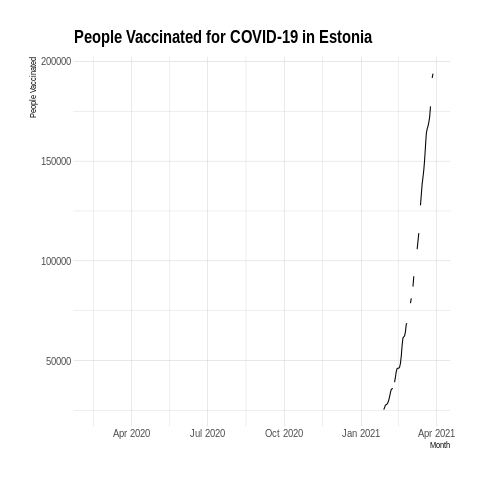 People Vaccinated for COVID-19 in Estonia
People Vaccinated
200000
150000
100000
50000
Apr 2020 Jul 2020 Oct 2020 Jan 2021 Apr 2021
Month